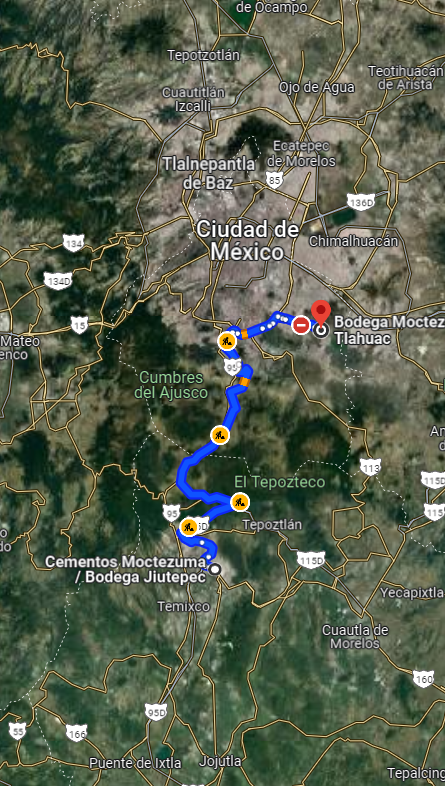 de Ocampo
Tepotzotlán
Teotihuacán
de Arista
Cuautitlán
Izcalli
Ojo de Agua
Ecatepec
de Morelos
Tlalnepantla
de Baz
85
136D
Ciudad de
México
Chimalhuacán
134
134D
15
Mateo
enco
Bodega Moctez
Tlahuac
95
Cumbres
del Ajusco
113
El Tepozteco
115D
95
5D
Tepoztlán
115
Cementos Moctezuma
/ Bodega Jiutepec
115D
Yecapixtla
Temixco
Cuautla de
Morelos
160
95D
55
166
Puente de Ixtla
Jojutla
Tepalcing